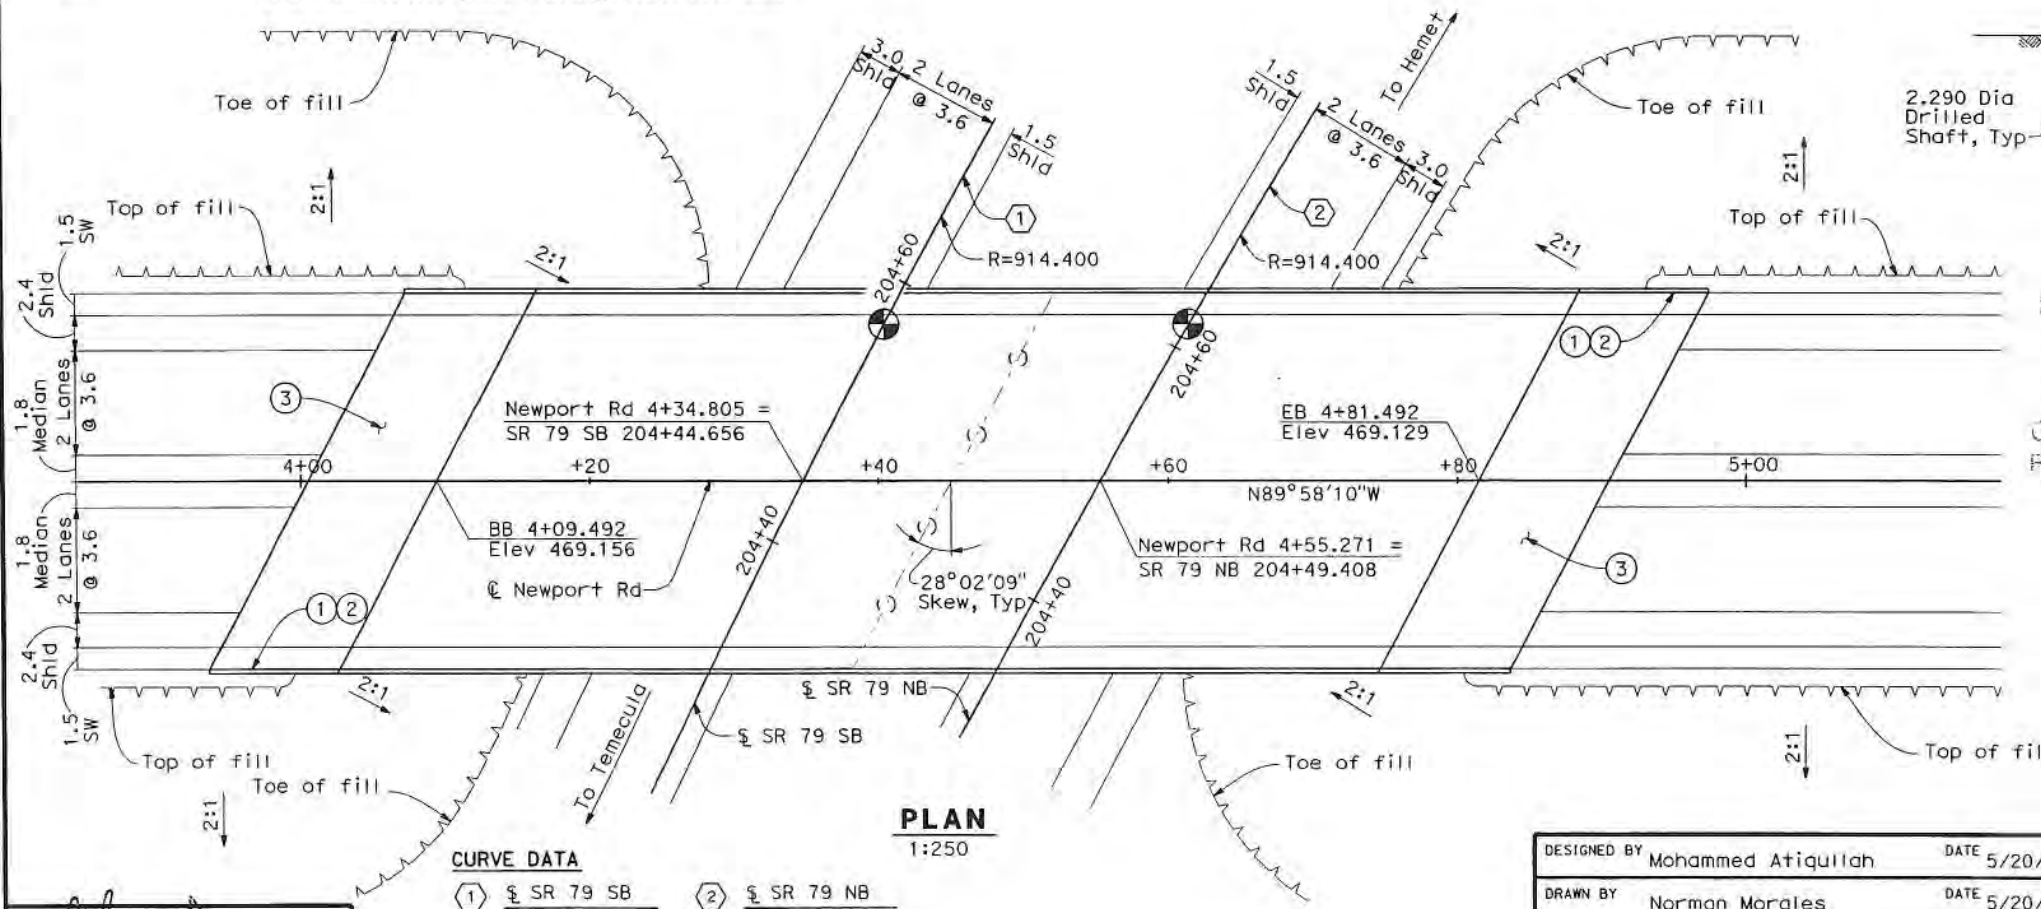 Toe of fill
3.0
Shld
2 Lanes
@ 3.6
1.5
Shld
1.5
Shld
2 Lanes
@ 3.6
3.0
Shld
To Hemet
Toe of fill
2.290 Dia
Drilled
Shaft, Typ
2:1
2:1
Top of fill
Top of fill
1
R=914.400
2
R=914.400
2:1
2:1
1.5
SW
2.4
Shld
204+60
204+60
1 2
2 Lanes
@ 3.6
1.8
Median
3
Newport Rd 4+34.805 =
SR 79 SB 204+44.656
EB 4+81.492
Elev 469.129
4+00
+20
+40
+60
+80
5+00
N89°58'10"W
BB 4+09.492
Elev 469.156
℄ Newport Rd
204+40
28°02'09"
Skew, Typ
204+40
Newport Rd 4+55.271 =
SR 79 NB 204+49.408
3
1.8
Median
2 Lanes
@ 3.6
1 2
2.4
Shld
1.5
SW
2:1
2:1
SR 79 NB
SR 79 SB
To Temecula
Top of fill
Toe of fill
2:1
Toe of fill
2:1
Top of fil
PLAN
1:250
CURVE DATA
1 SR 79 SB
2 SR 79 NB
DESIGNED BY Mohammed Atiqullah DATE 5/20/
DRAWN BY Norman Morales DATE 5/20/